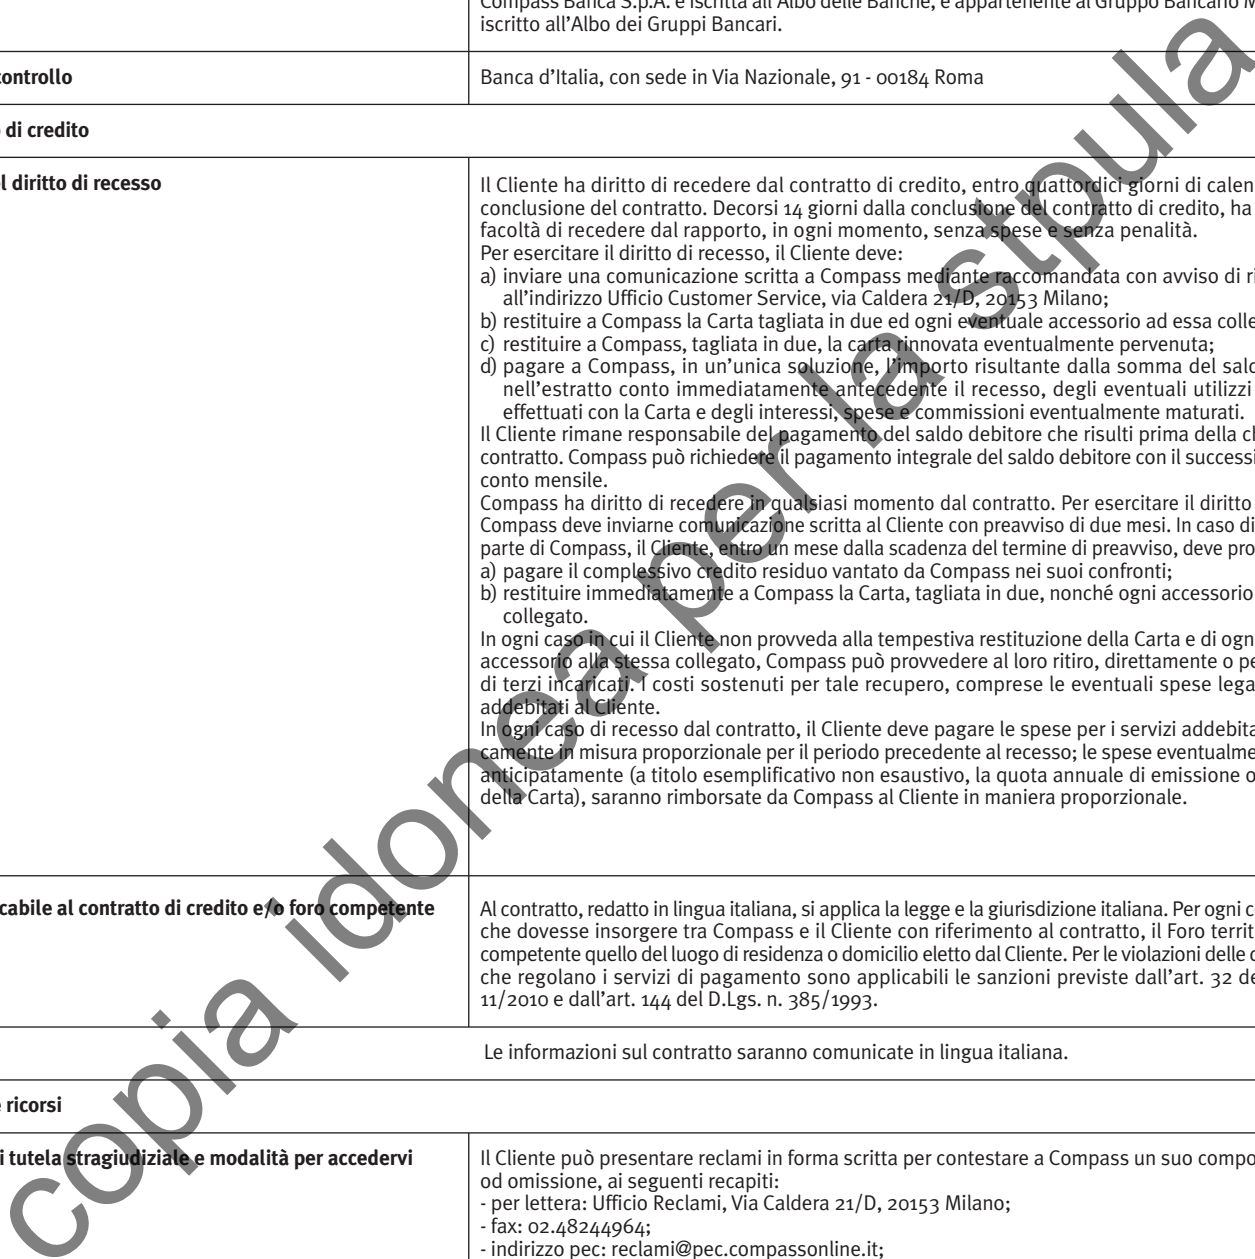 Compass Banca S.p.A. è iscritta all'Albo delle Banche, è appartenente al Gruppo Bancario
iscritto all'Albo dei Gruppi Bancari.
controllo
Banca d'Italia, con sede in Via Nazionale, 91 - 00184 Roma
di credito
diritto di recesso
Il Cliente ha diritto di recedere dal contratto di credito, entro quattordici giorni di calen
conclusione del contratto. Decorsi 14 giorni dalla conclusione del contratto di credito, ha
facoltà di recedere dal rapporto, in ogni momento, senza spese e senza penalità.
Per esercitare il diritto di recesso, il Cliente deve:
a) inviare una comunicazione scritta a Compass mediante raccomandata con avviso di ri
all'indirizzo Ufficio Customer Service, via Caldera 21/D, 20153 Milano;
b) restituire a Compass la Carta tagliata in due ed ogni eventuale accessorio ad essa colle
c) restituire a Compass, tagliata in due, la carta rinnovata eventualmente pervenuta;
d) pagare a Compass, in un'unica soluzione, l'importo risultante dalla somma del sald
nell'estratto conto immediatamente antecedente il recesso, degli eventuali utilizzi
effettuati con la Carta e degli interessi, spese e commissioni eventualmente maturati.
Il Cliente rimane responsabile del pagamento del saldo debitore che risulti prima della ch
contratto. Compass può richiedere il pagamento integrale del saldo debitore con il successi
conto mensile.
Compass ha diritto di recedere in qualsiasi momento dal contratto. Per esercitare il diritto
Compass deve inviarne comunicazione scritta al Cliente con preavviso di due mesi. In caso di
parte di Compass, il Cliente, entro un mese dalla scadenza del termine di preavviso, deve pro
a) pagare il complessivo credito residuo vantato da Compass nei suoi confronti;
b) restituire immediatamente a Compass la Carta, tagliata in due, nonché ogni accessorio
collegato.
In ogni caso in cui il Cliente non provveda alla tempestiva restituzione della Carta e di ogn
accessorio alla stessa collegato, Compass può provvedere al loro ritiro, direttamente o pe
di terzi incaricati. I costi sostenuti per tale recupero, comprese le eventuali spese lega
addebitati al Cliente.
In ogni caso di recesso dal contratto, il Cliente deve pagare le spese per i servizi addebita
camente in misura proporzionale per il periodo precedente al recesso; le spese eventualme
anticipatamente (a titolo esemplificativo non esaustivo, la quota annuale di emissione o
della Carta), saranno rimborsate da Compass al Cliente in maniera proporzionale.
cabile al contratto di credito e/o foro competente
Al contratto, redatto in lingua italiana, si applica la legge e la giurisdizione italiana. Per ogni c
che dovesse insorgere tra Compass e il Cliente con riferimento al contratto, il Foro territ
competente quello del luogo di residenza o domicilio eletto dal Cliente. Per le violazioni delle
che regolano i servizi di pagamento sono applicabili le sanzioni previste dall'art. 32 de
11/2010 e dall'art. 144 del D.Lgs. n. 385/1993.
Le informazioni sul contratto saranno comunicate in lingua italiana.
e ricorsi
i tutela stragiudiziale e modalità per accedervi
Il Cliente può presentare reclami in forma scritta per contestare a Compass un suo compo
od omissione, ai seguenti recapiti:
- per lettera: Ufficio Reclami, Via Caldera 21/D, 20153 Milano;
- fax: 02.48244964;
- indirizzo pec: reclami@pec.compassonline.it;
copia idonea per la stpula